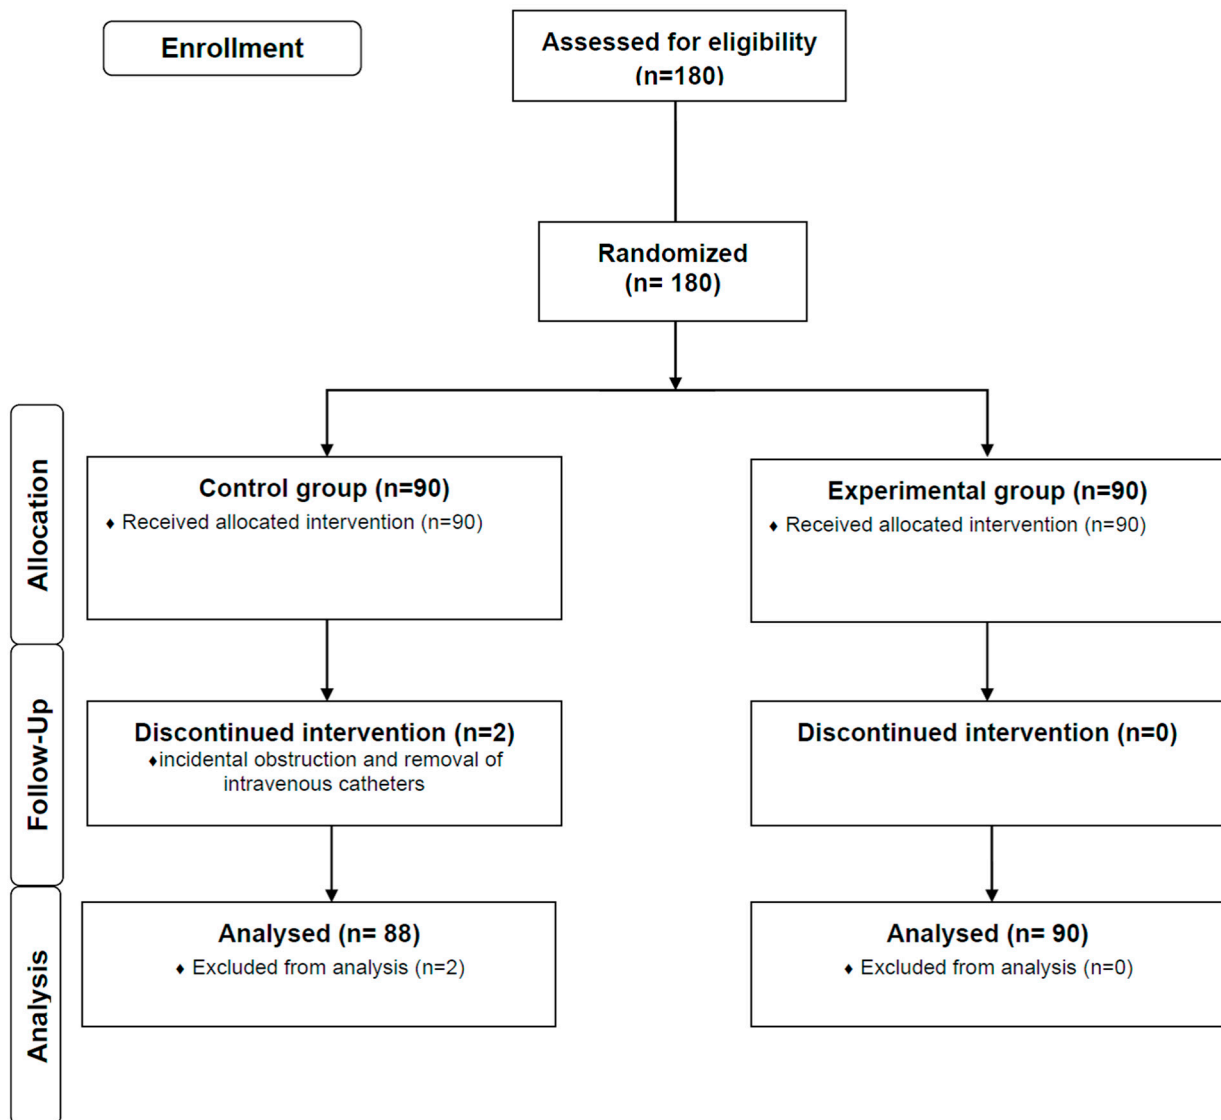 Enrollment
Assessed for eligibility
(n=180)
Randomized
(n= 180)
Allocation
Control group (n=90)
♦ Received allocated intervention (n=90)
Experimental group (n=90)
♦ Received allocated intervention (n=90)
Follow-Up
Discontinued intervention (n=2)
♦incidental obstruction and removal of
intravenous catheters
Discontinued intervention (n=0)
Analysis
Analysed (n= 88)
♦ Excluded from analysis (n=2)
Analysed (n= 90)
♦ Excluded from analysis (n=0)